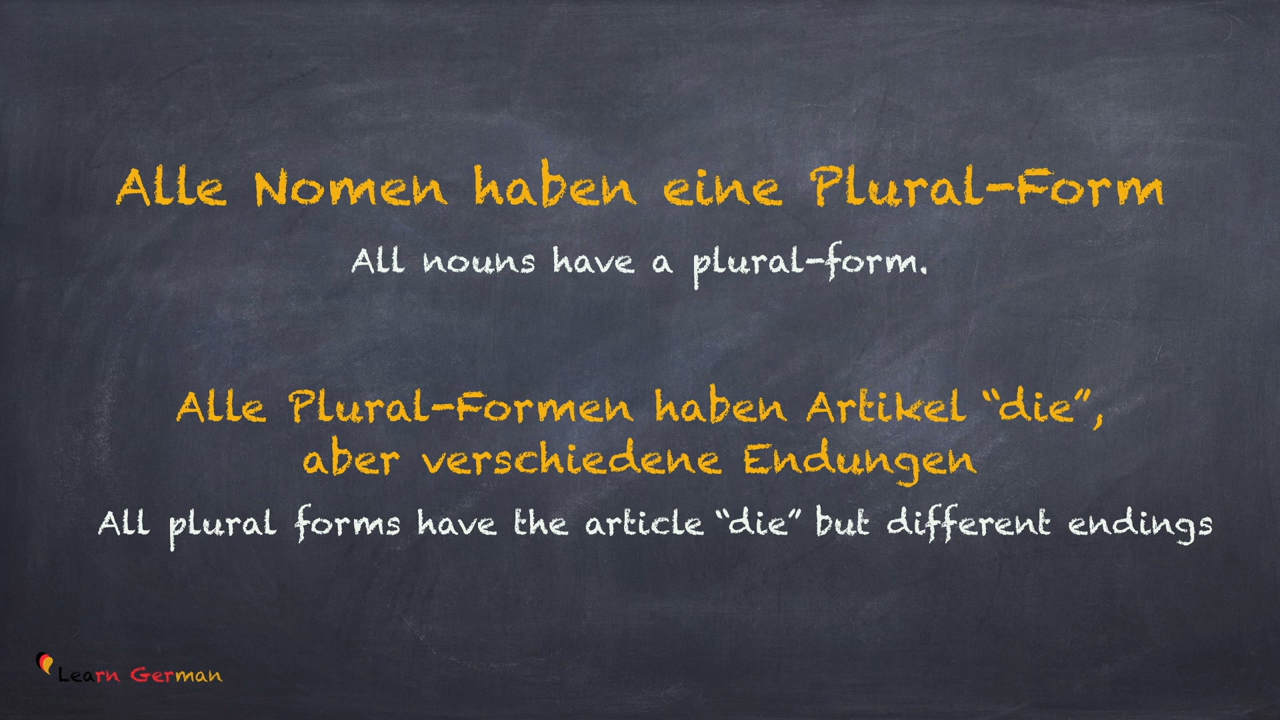 Alle Nomen haben eine Plural-Form
All nouns have a plural-form.
Alle Plural-Formen haben Artikel “die”,
aber verschiedene Endungen
All plural forms have the article “die” but different endings
Learn German